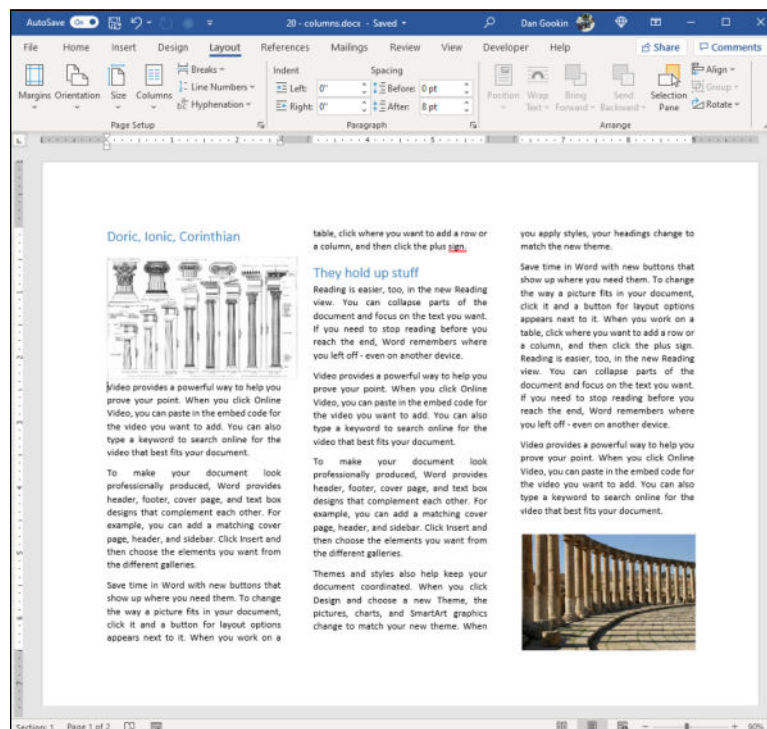 AutoSave On
20 - columns.docx - Saved
Dan Gookin
File Home Insert Design Layout References Mailings Review View Developer Help Share Comments
Margins Orientation Size Columns
Breaks
Line Numbers
Hyphenation
Page Setup
Indent
Left: 0"
Right: 0"
Spacing
Before: 0 pt
After: 8 pt
Paragraph
Position Wrap Text Bring Forward Send Backward Selection Pane
Align
Group
Rotate
Arrange
Doric, Ionic, Corinthian
Video provides a powerful way to help you
prove your point. When you click Online
Video, you can paste in the embed code for
the video you want to add. You can also
type a keyword to search online for the
video that best fits your document.
To make your document look
professionally produced, Word provides
header, footer, cover page, and text box
designs that complement each other. For
example, you can add a matching cover
page, header, and sidebar. Click Insert and
then choose the elements you want from
the different galleries.
Save time in Word with new buttons that
show up where you need them. To change
the way a picture fits in your document,
click it and a button for layout options
appears next to it. When you work on a
table, click where you want to add a row or
a column, and then click the plus sign.
They hold up stuff
Reading is easier, too, in the new Reading
view. You can collapse parts of the
document and focus on the text you want.
If you need to stop reading before you
reach the end, Word remembers where
you left off - even on another device.
Video provides a powerful way to help you
prove your point. When you click Online
Video, you can paste in the embed code for
the video you want to add. You can also
type a keyword to search online for the
video that best fits your document.
To make your document look
professionally produced, Word provides
header, footer, cover page, and text box
designs that complement each other. For
example, you can add a matching cover
page, header, and sidebar. Click Insert and
then choose the elements you want from
the different galleries.
Themes and styles also help keep your
document coordinated. When you click
Design and choose a new Theme, the
pictures, charts, and SmartArt graphics
change to match your new theme. When
you apply styles, your headings change to
match the new theme.
Save time in Word with new buttons that
show up where you need them. To change
the way a picture fits in your document,
click it and a button for layout options
appears next to it. When you work on a
table, click where you want to add a row or
a column, and then click the plus sign.
Reading is easier, too, in the new Reading
view. You can collapse parts of the
document and focus on the text you want.
If you need to stop reading before you
reach the end, Word remembers where
you left off - even on another device.
Video provides a powerful way to help you
prove your point. When you click Online
Video, you can paste in the embed code for
the video you want to add. You can also
type a keyword to search online for the
video that best fits your document.
Section: 1 Page 1 of 2
90%